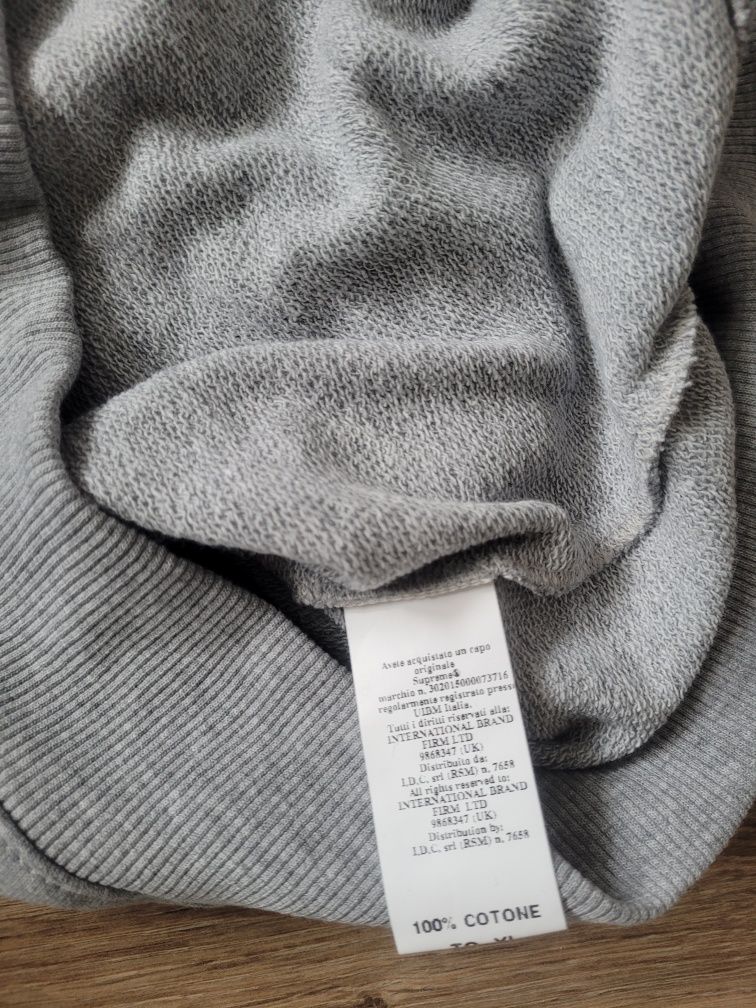 Avete acquistato un capo
originale
Supreme®
marchio n. 302015000073716
regolarmente registrato presso
UIBM Italia.
Tutti i diritti riservati alla:
INTERNATIONAL BRAND
FIRM LTD
9868347 (UK)
Distribuito da:
I.D.C. srl (RSM) n. 7658
All rights reserved to:
INTERNATIONAL BRAND
FIRM LTD
9868347 (UK)
Distribution by:
I.D.C. srl (RSM) n. 7658
100% COTONE